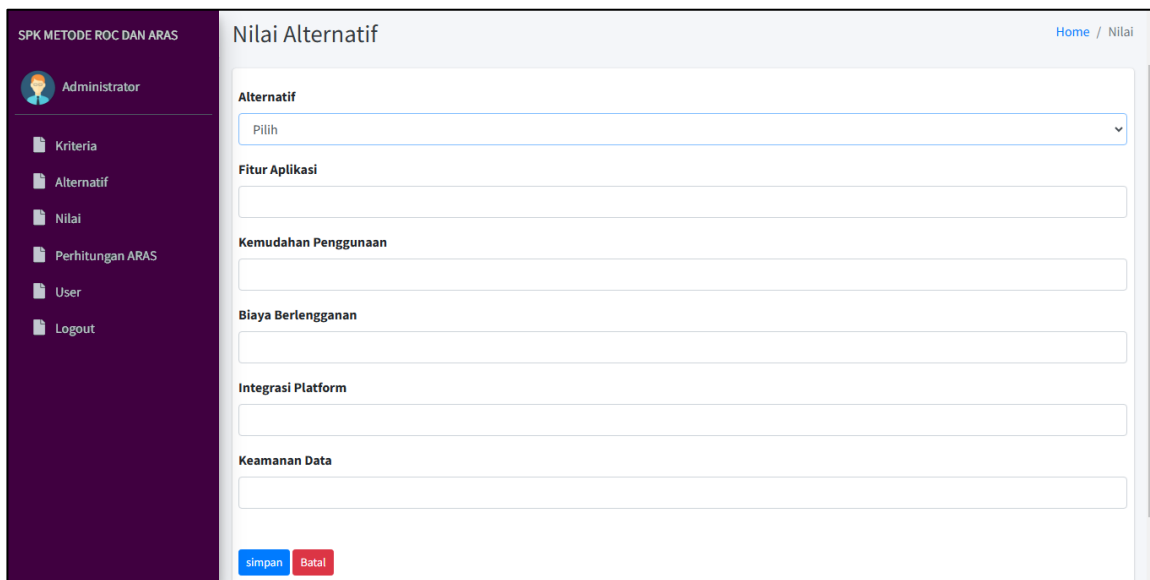 SPK METODE ROC DAN ARAS
Administrator
Kriteria
Alternatif
Nilai
Perhitungan ARAS
User
Logout
Nilai Alternatif
Home / Nilai
Alternatif
Pilih
Fitur Aplikasi
Kemudahan Penggunaan
Biaya Berlengganan
Integrasi Platform
Keamanan Data
simpan Batal